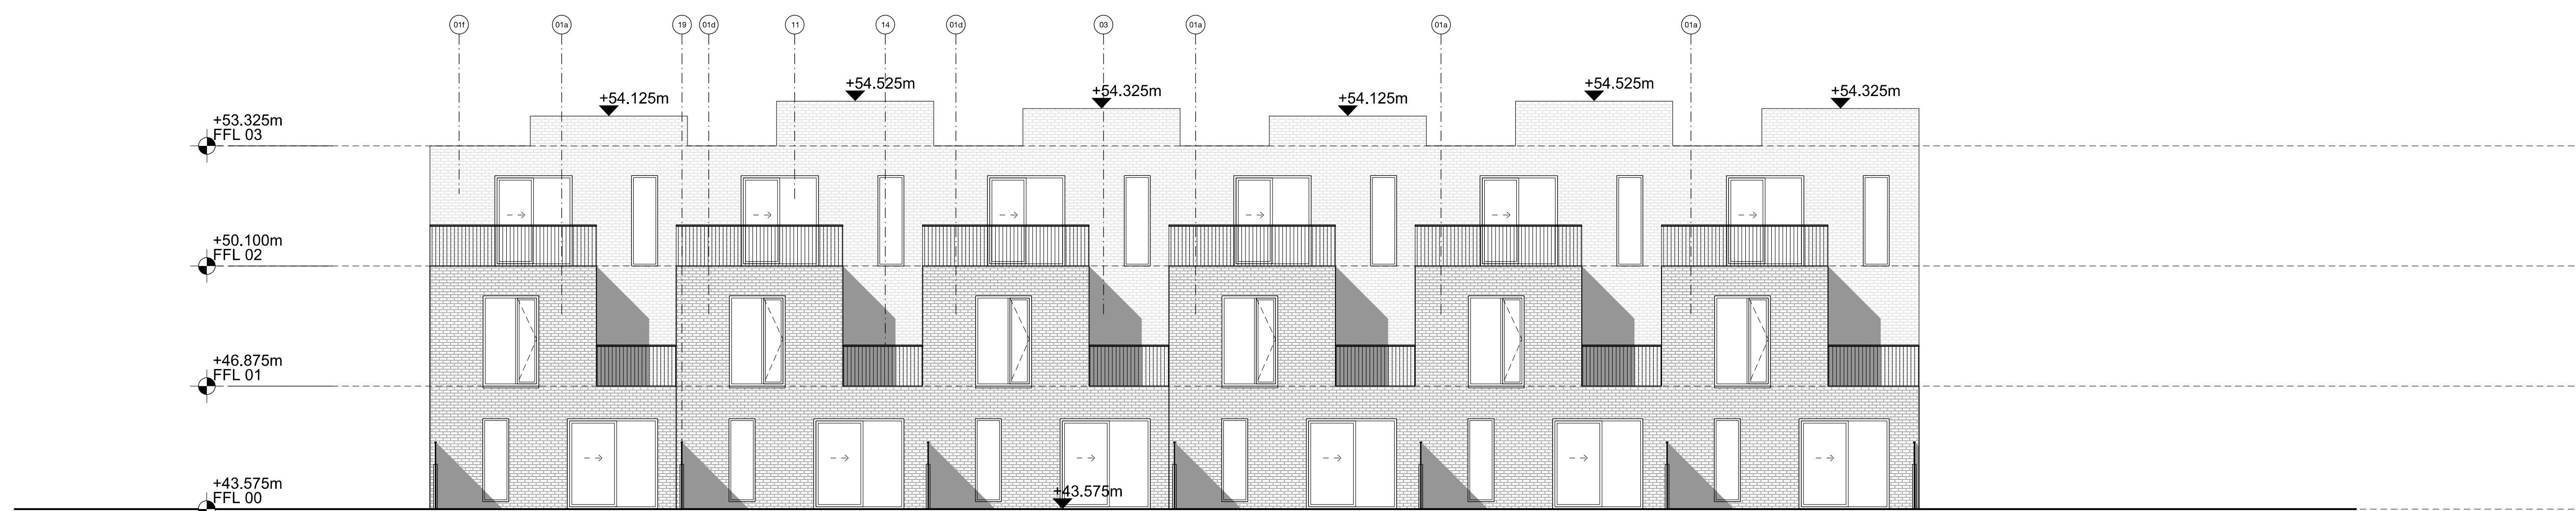 01f
01a
19
01d
11
14
01d
03
01a
01a
01a
+54.125m
+54.525m
+54.325m
+54.125m
+54.525m
+54.325m
+53.325m
FFL 03
+50.100m
FFL 02
+46.875m
FFL 01
+43.575m
FFL 00
+43.575m